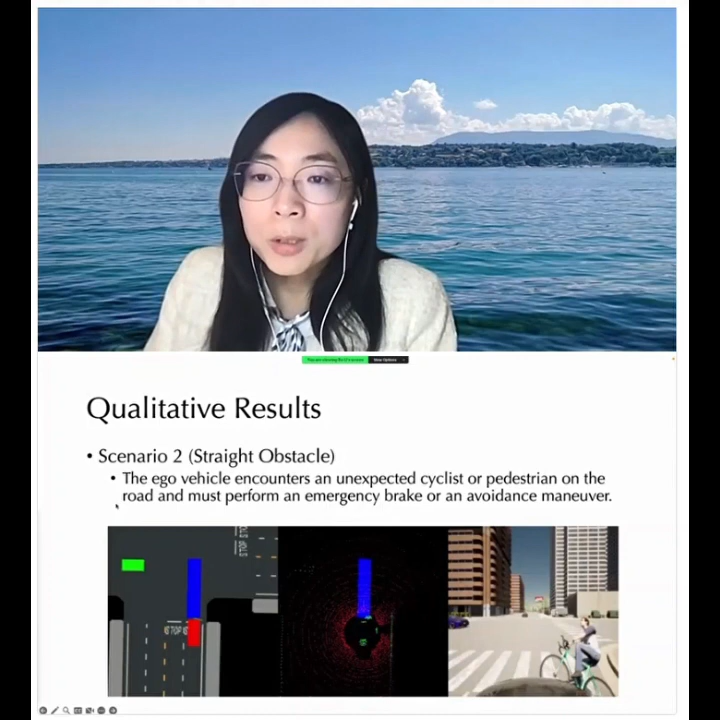 Qualitative Results
• Scenario 2 (Straight Obstacle)
• The ego vehicle encounters an unexpected cyclist or pedestrian on the
road and must perform an emergency brake or an avoidance maneuver.
STOP